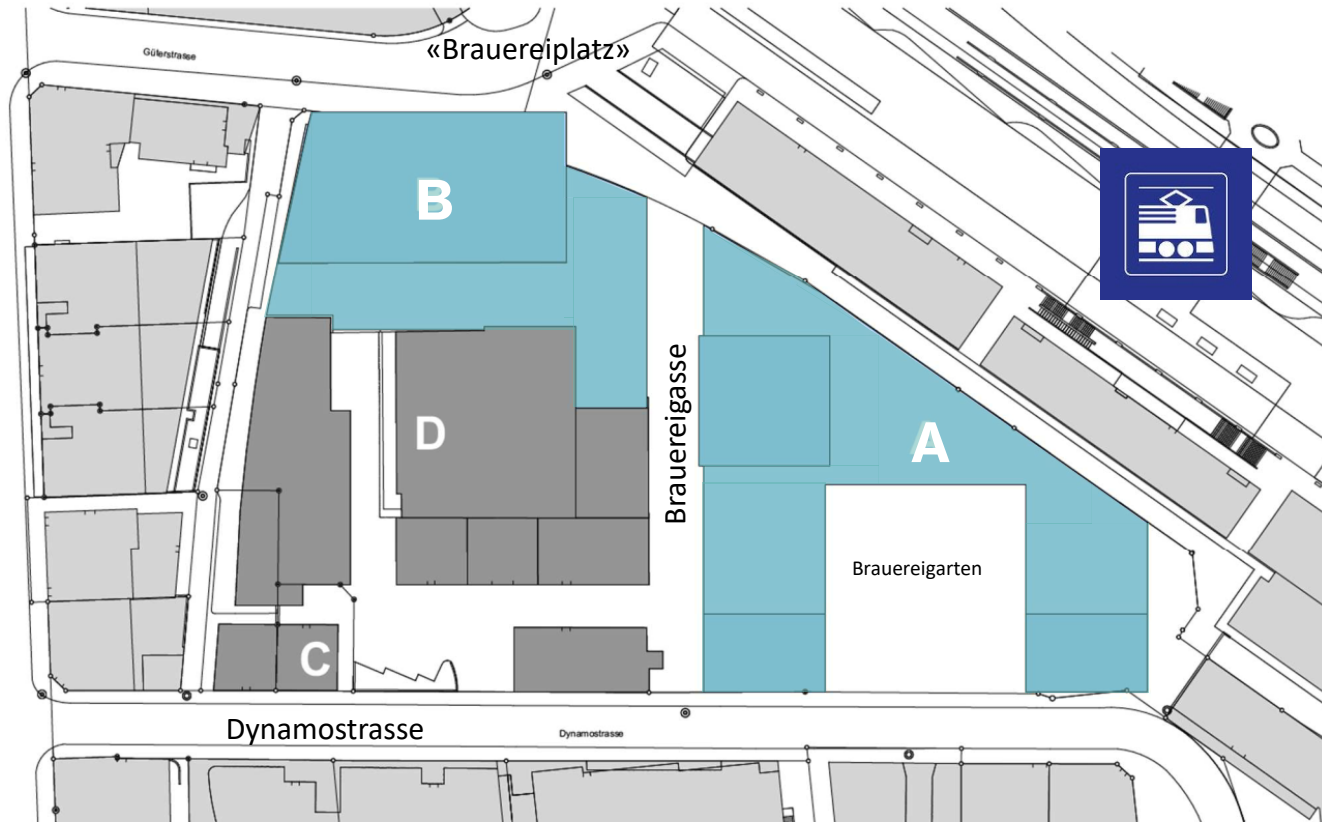 «Brauereiplatz»
Güterstrasse
B
Brauereigasse
D
A
Brauereigarten
C
Dynamostrasse
Dynamostrasse